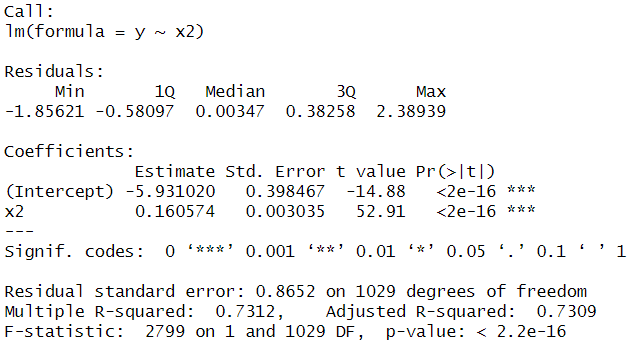 Call:
lm(formula = y ~ x2)
Residuals:
Min 1Q Median 3Q Max
-1.85621 -0.58097 0.00347 0.38258 2.38939
Coefficients:
Estimate Std. Error t value Pr(>|t|)
(Intercept) -5.931020 0.398467 -14.88 <2e-16 ***
x2 0.160574 0.003035 52.91 <2e-16 ***
---
Signif. codes: 0 ‘***’ 0.001 ‘**’ 0.01 ‘*’ 0.05 ‘.’ 0.1 ‘ ’ 1
Residual standard error: 0.8652 on 1029 degrees of freedom
Multiple R-squared: 0.7312, Adjusted R-squared: 0.7309
F-statistic: 2799 on 1 and 1029 DF, p-value: < 2.2e-16